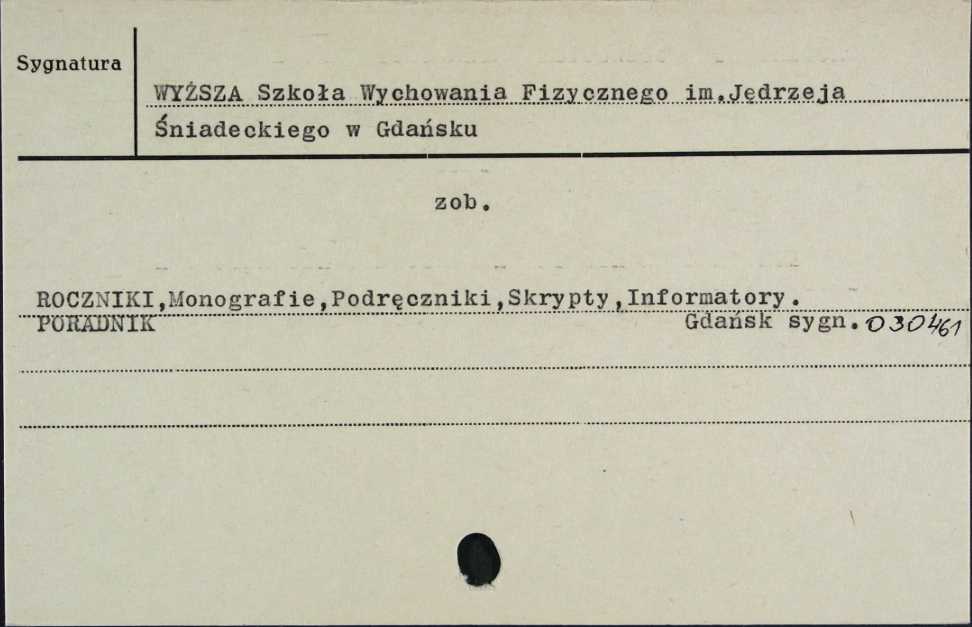 Sygnatura
WYŻSZA Szkoła Wychowania Fizycznego im.Jędrzeja
Śniadeckiego w Gdańsku
zob.
ROCZNIKI,Monografie,Podręczniki,Skrypty,Informatory.
PORADNIK Gdańsk sygn.030461